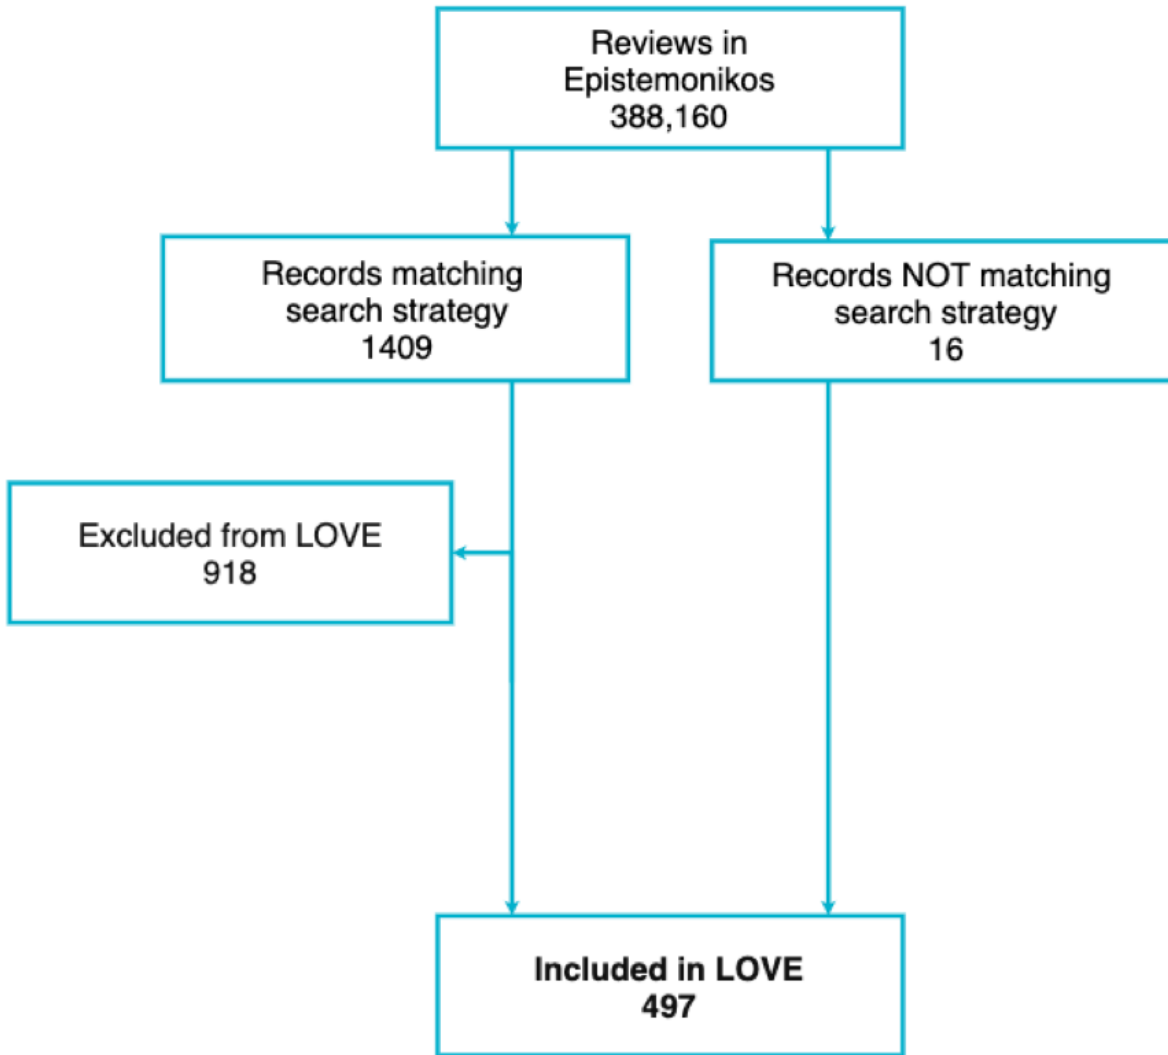 Reviews in
Epistemonikos
388,160
Records matching
search strategy
1409
Records NOT matching
search strategy
16
Excluded from LOVE
918
Included in LOVE
497